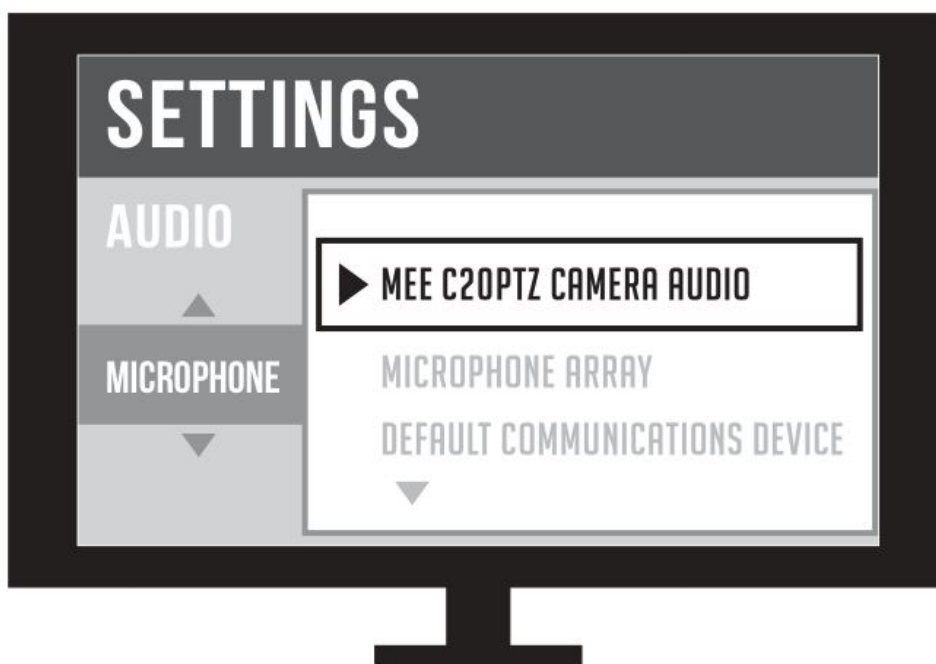 SETTINGS
AUDIO
MICROPHONE
MEE C20PTZ CAMERA AUDIO
MICROPHONE ARRAY
DEFAULT COMMUNICATIONS DEVICE